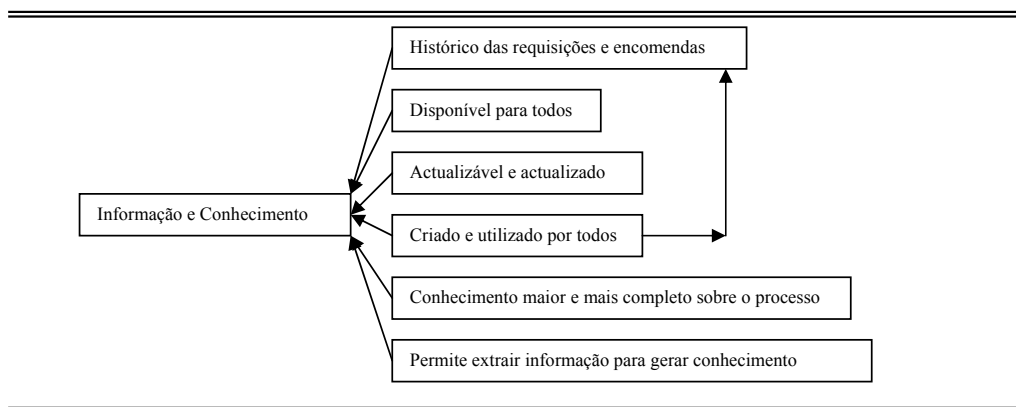 Histórico das requisições e encomendas
Disponível para todos
Actualizável e actualizado
Informação e Conhecimento
Criado e utilizado por todos
Conhecimento maior e mais completo sobre o processo
Permite extrair informação para gerar conhecimento